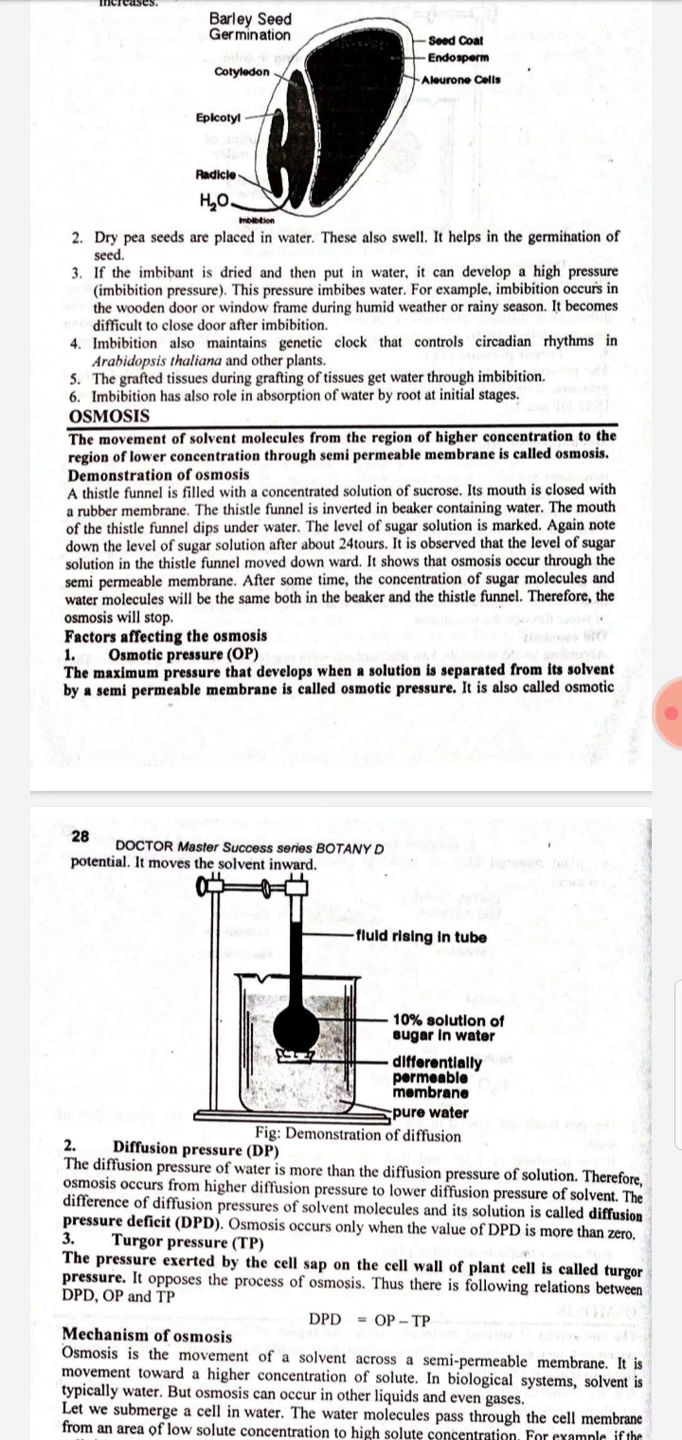 increases.
Barley Seed
Germination
Seed Coat
Endosperm
Cotyledon
Aleurone Cells
Epicotyl
Radicle
H₂O
Imbibition
2. Dry pea seeds are placed in water. These also swell. It helps in the germination of
seed.
3. If the imbibant is dried and then put in water, it can develop a high pressure
(imbibition pressure). This pressure imbibes water. For example, imbibition occurs in
the wooden door or window frame during humid weather or rainy season. It becomes
difficult to close door after imbibition.
4. Imbibition also maintains genetic clock that controls circadian rhythms in
Arabidopsis thaliana and other plants.
5. The grafted tissues during grafting of tissues get water through imbibition.
6. Imbibition has also role in absorption of water by root at initial stages.
OSMOSIS
The movement of solvent molecules from the region of higher concentration to the
region of lower concentration through semi permeable membrane is called osmosis.
Demonstration of osmosis
A thistle funnel is filled with a concentrated solution of sucrose. Its mouth is closed with
a rubber membrane. The thistle funnel is inverted in beaker containing water. The mouth
of the thistle funnel dips under water. The level of sugar solution is marked. Again note
down the level of sugar solution after about 24tours. It is observed that the level of sugar
solution in the thistle funnel moved down ward. It shows that osmosis occur through the
semi permeable membrane. After some time, the concentration of sugar molecules and
water molecules will be the same both in the beaker and the thistle funnel. Therefore, the
osmosis will stop.
Factors affecting the osmosis
1. Osmotic pressure (OP)
The maximum pressure that develops when a solution is separated from its solvent
by a semi permeable membrane is called osmotic pressure. It is also called osmotic
28
DOCTOR Master Success series BOTANY D
potential. It moves the solvent inward.
fluid rising in tube
10% solution of
sugar in water
differentially
permeable
membrane
pure water
Fig: Demonstration of diffusion
2. Diffusion pressure (DP)
The diffusion pressure of water is more than the diffusion pressure of solution. Therefore,
osmosis occurs from higher diffusion pressure to lower diffusion pressure of solvent. The
difference of diffusion pressures of solvent molecules and its solution is called diffusion
pressure deficit (DPD). Osmosis occurs only when the value of DPD is more than zero.
3. Turgor pressure (TP)
The pressure exerted by the cell sap on the cell wall of plant cell is called turgor
pressure. It opposes the process of osmosis. Thus there is following relations between
DPD, OP and TP
DPD = OP – TP
Mechanism of osmosis
Osmosis is the movement of a solvent across a semi-permeable membrane. It is
movement toward a higher concentration of solute. In biological systems, solvent is
typically water. But osmosis can occur in other liquids and even gases.
Let we submerge a cell in water. The water molecules pass through the cell membrane
from an area of low solute concentration to high solute concentration. For example, if the